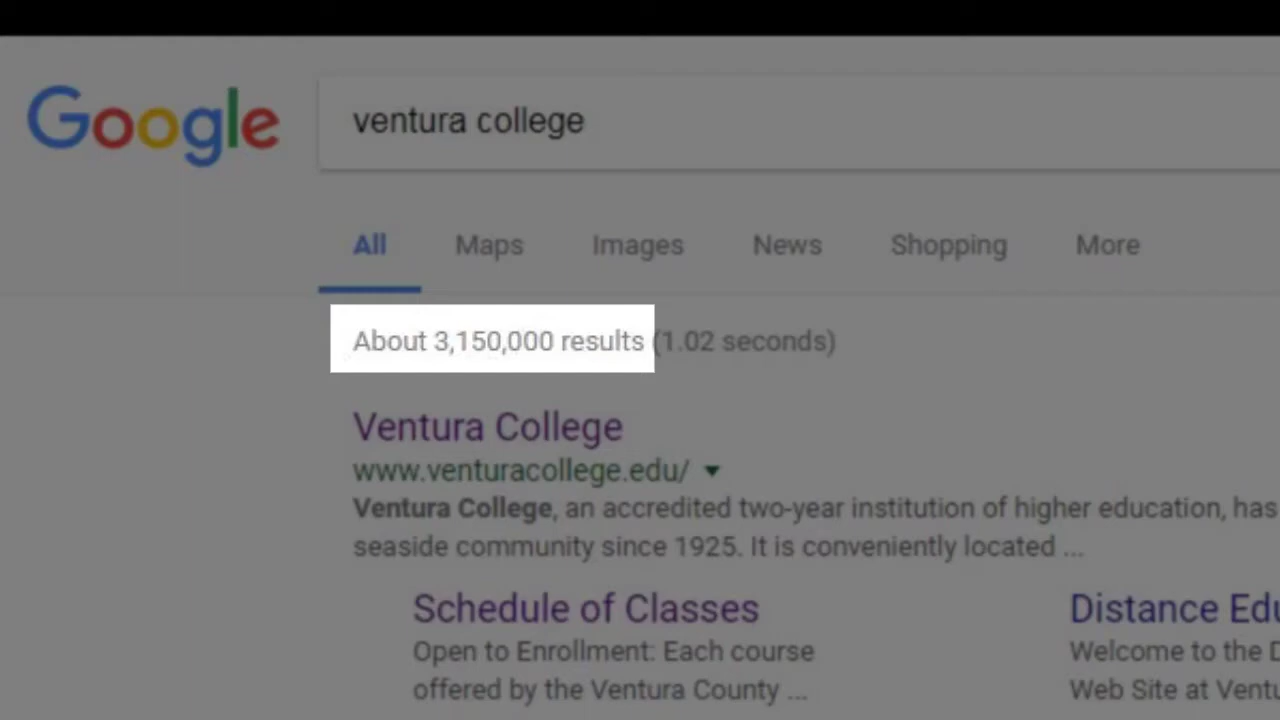 Google
ventura college
All Maps Images News Shopping More
About 3,150,000 results (1.02 seconds)
Ventura College
www.venturacollege.edu/
Ventura College, an accredited two-year institution of higher education, has
seaside community since 1925. It is conveniently located ...
Schedule of Classes
Open to Enrollment: Each course
offered by the Ventura County ...
Distance Edu
Welcome to the D
Web Site at Ventu